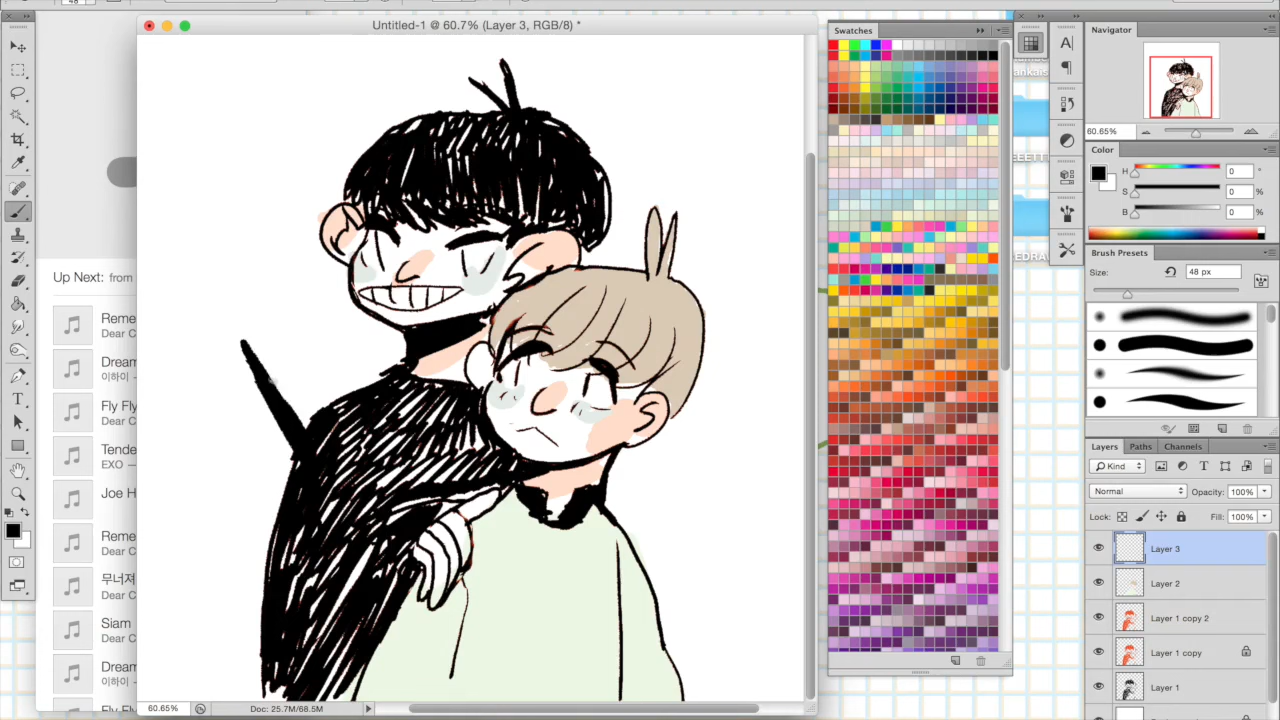 48
Untitled-1 @ 60.7% (Layer 3, RGB/8) *
Up Next: from
Reme
Dear C
Dream
이하이 -
Fly Fly
Dear C
Tende
EXO —
Joe H
Reme
Dear C
무너져
Dear C
Siam
Dear C
Dream
이하이 -
Fly Fl
60.65%
Doc: 25.7M/68.5M
Swatches
Navigator
60.65%
Color
H
0
°
S
0
%
B
0
%
Brush Presets
Size:
48 px
Layers
Paths
Channels
Kind
Normal
Opacity:
100%
Lock:
Fill:
100%
Layer 3
Layer 2
Layer 1 copy 2
Layer 1 copy
Layer 1